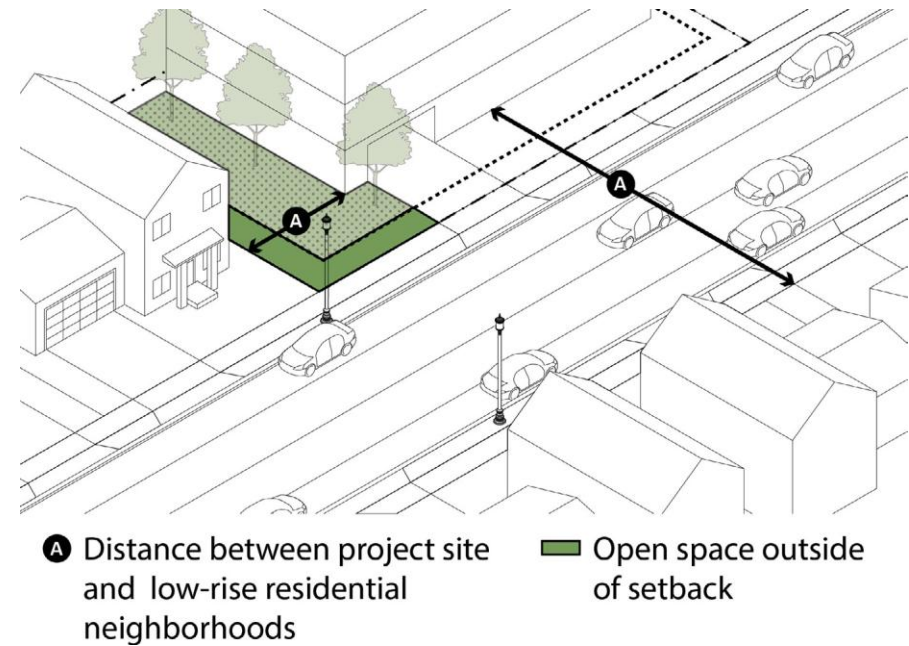 A
A
A Distance between project site
and low-rise residential
neighborhoods
Open space outside
of setback